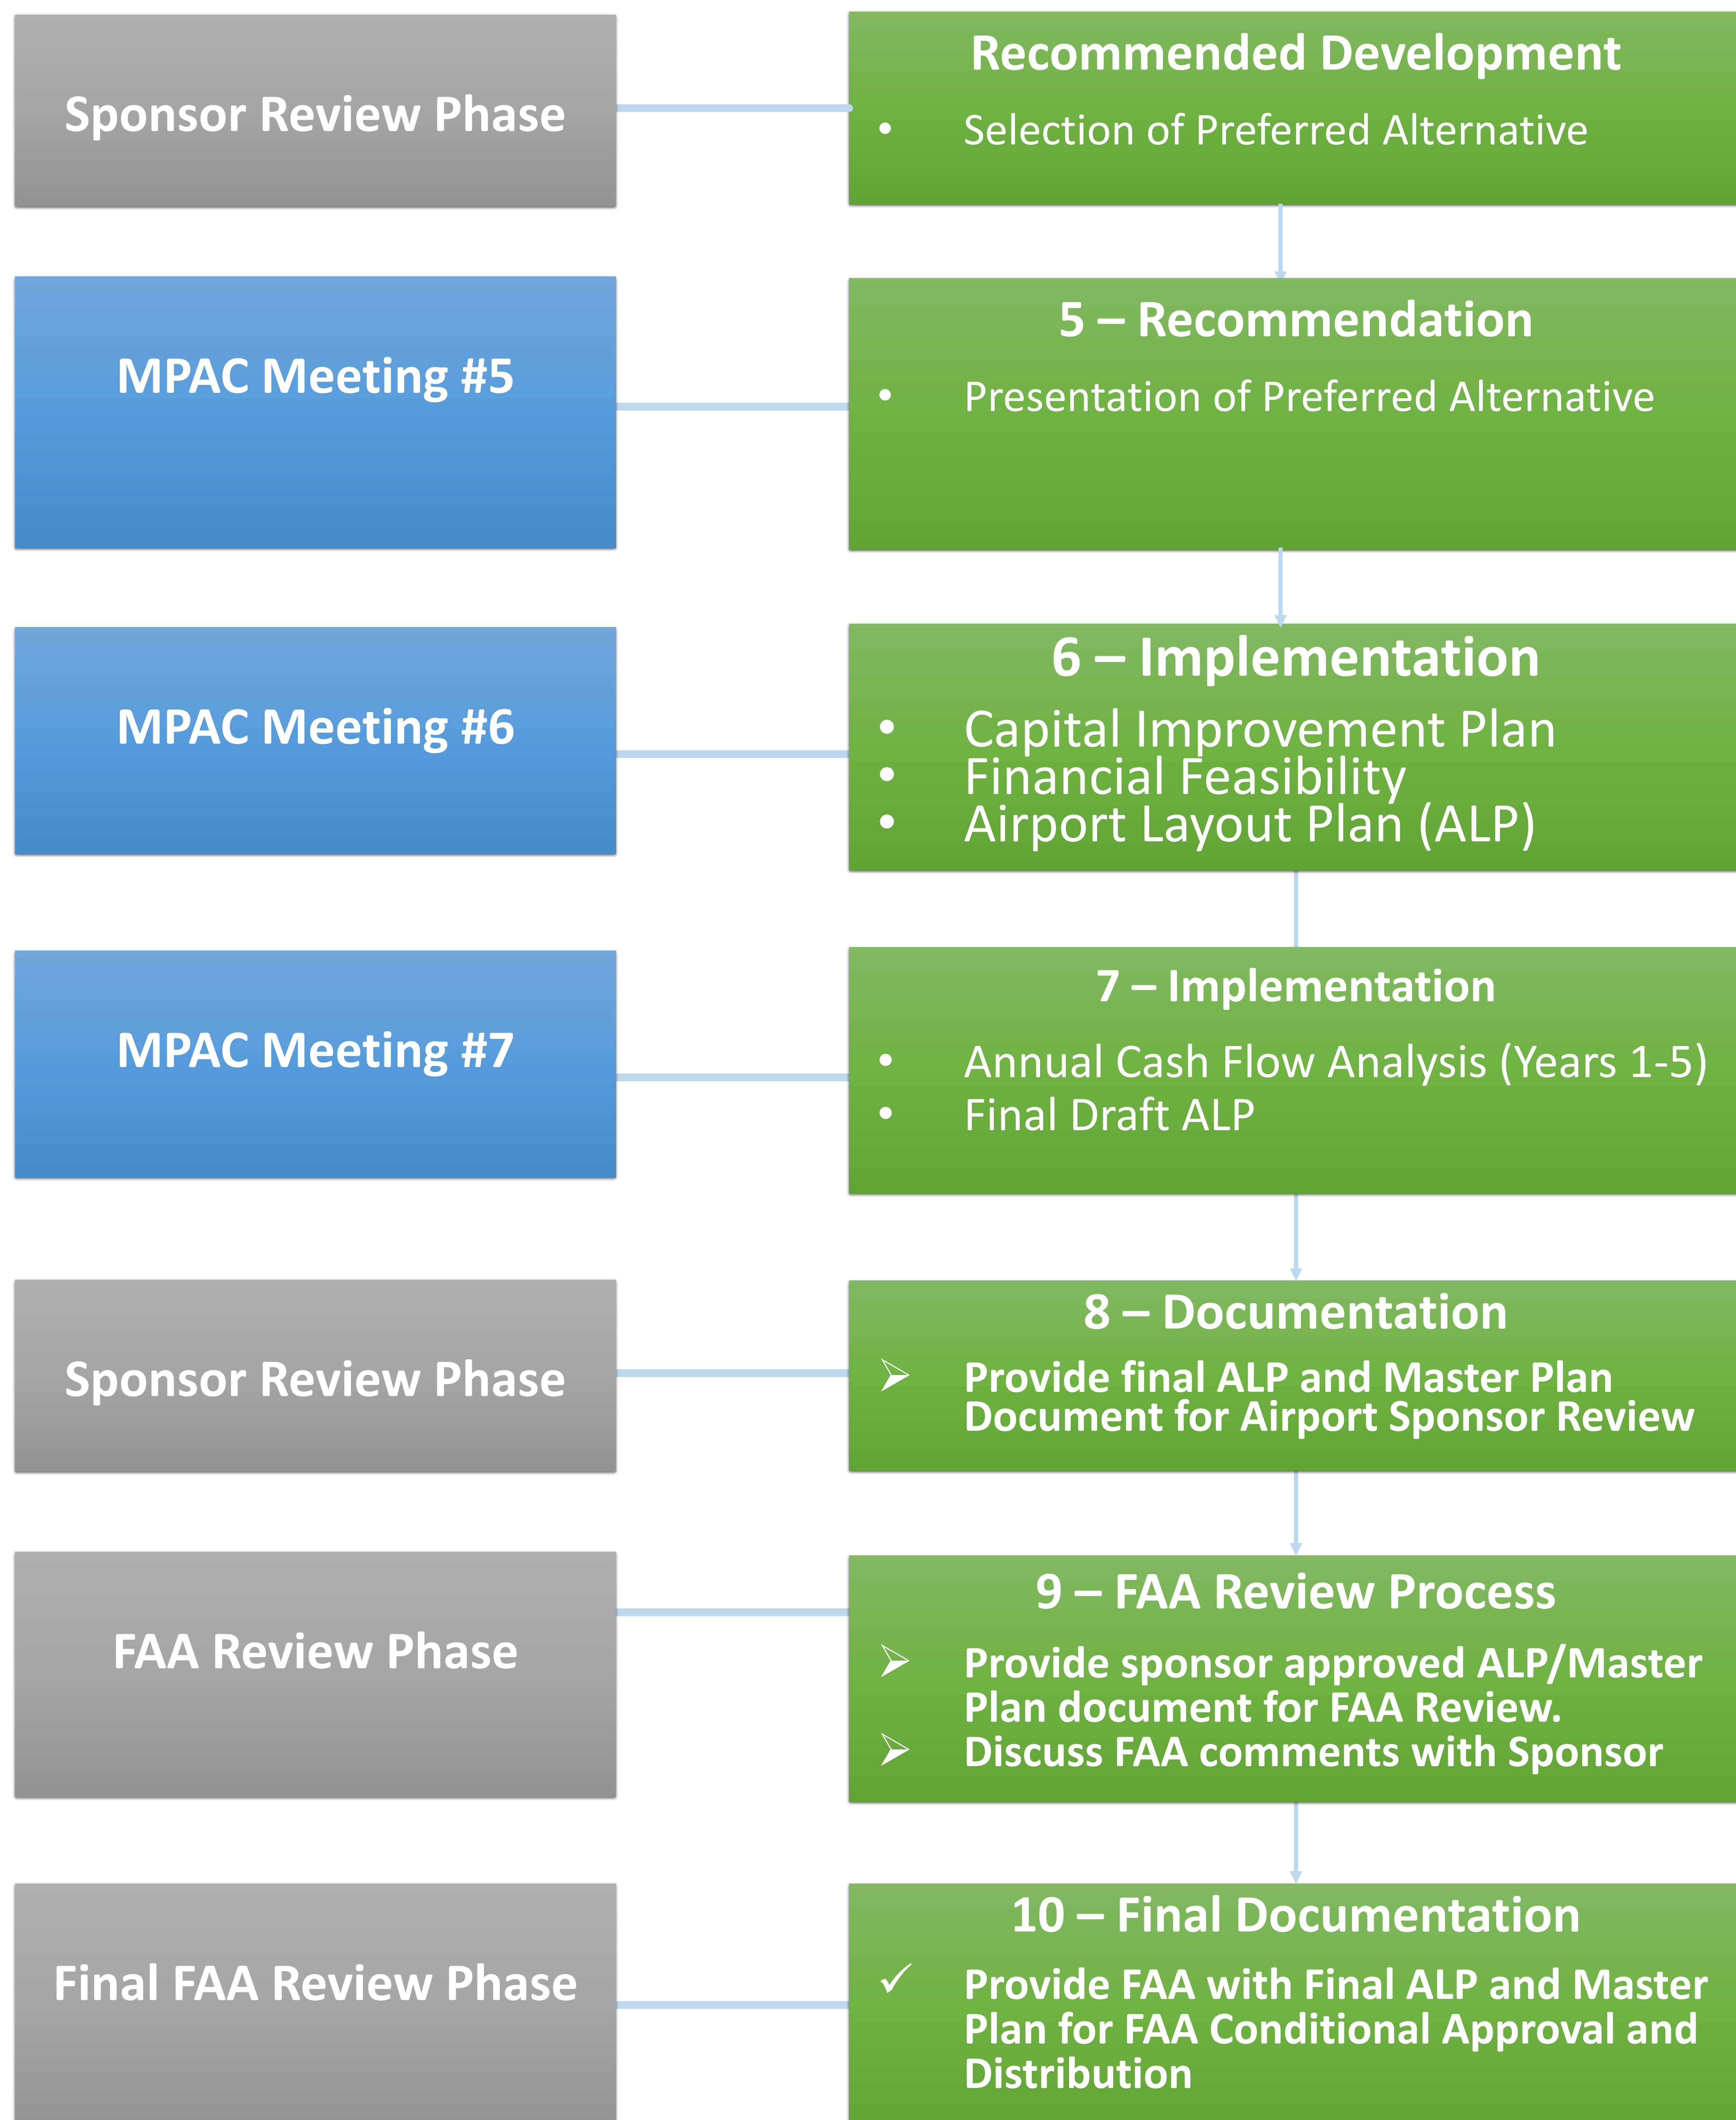 Sponsor Review Phase
Recommended Development
• Selection of Preferred Alternative
MPAC Meeting #5
5 – Recommendation
• Presentation of Preferred Alternative
MPAC Meeting #6
6 – Implementation
• Capital Improvement Plan
• Financial Feasibility
• Airport Layout Plan (ALP)
MPAC Meeting #7
7 – Implementation
• Annual Cash Flow Analysis (Years 1-5)
• Final Draft ALP
Sponsor Review Phase
8 – Documentation
➢ Provide final ALP and Master Plan
Document for Airport Sponsor Review
FAA Review Phase
9 – FAA Review Process
➢ Provide sponsor approved ALP/Master
Plan document for FAA Review.
➢ Discuss FAA comments with Sponsor
Final FAA Review Phase
10 – Final Documentation
✓ Provide FAA with Final ALP and Master
Plan for FAA Conditional Approval and
Distribution